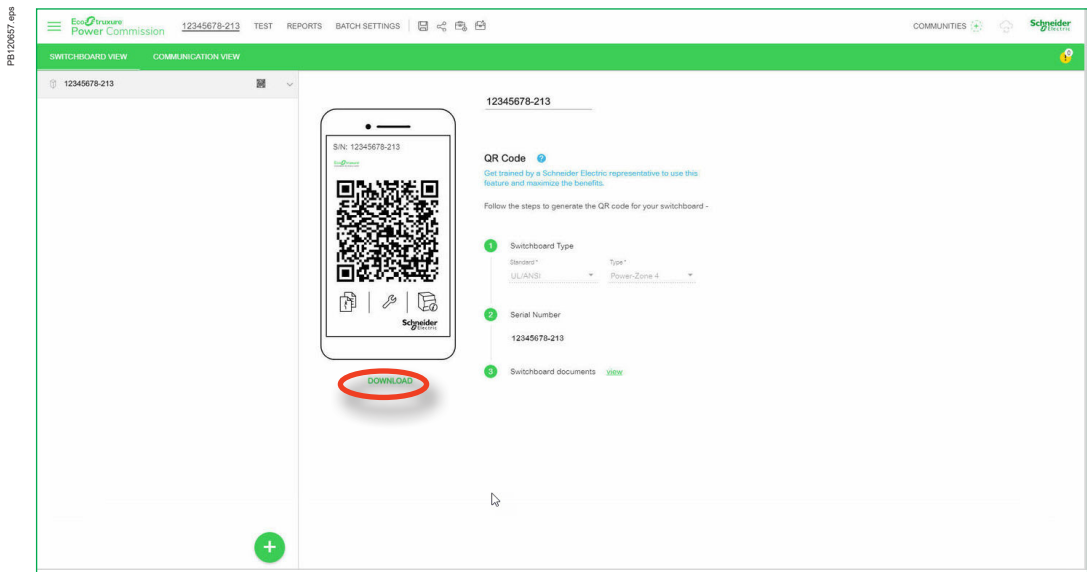 PB120657.eps
EcoStruxure
Power Commission
12345678-213
TEST
REPORTS
BATCH SETTINGS
COMMUNITIES
Schneider
Electric
SWITCHBOARD VIEW
COMMUNICATION VIEW
0
12345678-213
12345678-213
S/N: 12345678-213
EcoStruxure
QR Code
Get trained by a Schneider Electric representative to use this
feature and maximize the benefits.
Follow the steps to generate the QR code for your switchboard -
1 Switchboard Type
Standard*
Type*
UL/ANSI
Power-Zone 4
2 Serial Number
12345678-213
3 Switchboard documents view
Schneider
Electric
DOWNLOAD